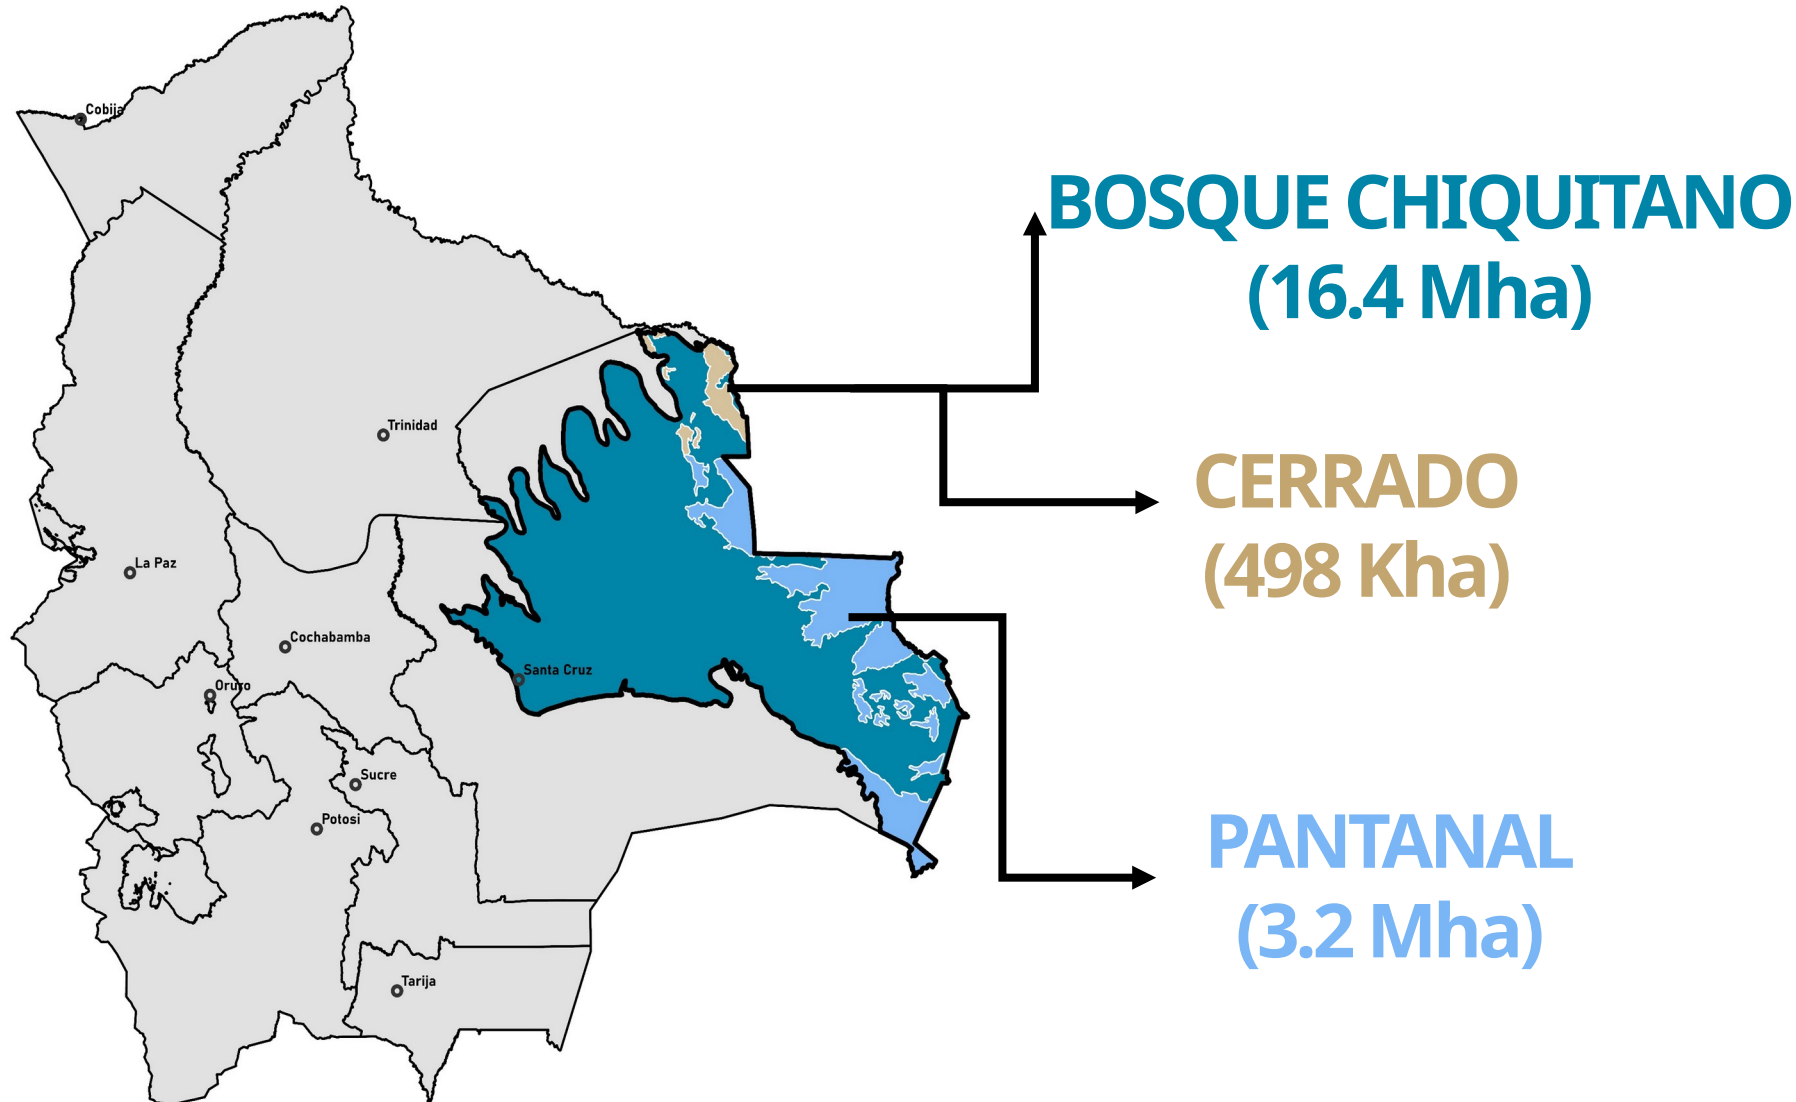 Cobija
BOSQUE CHIQUITANO
(16.4 Mha)
Trinidad
CERRADO
(498 Kha)
La Paz
Cochabamba
Santa Cruz
Oruro
Sucre
Potosi
PANTANAL
(3.2 Mha)
Tarija